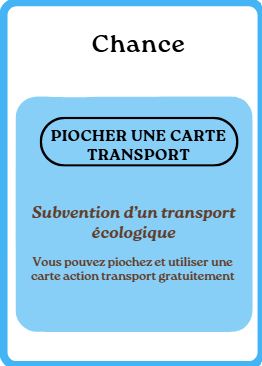 Chance
PIOCHER UNE CARTE
TRANSPORT
Subvention d'un transport
écologique
Vous pouvez piochez et utiliser une
carte action transport gratuitement